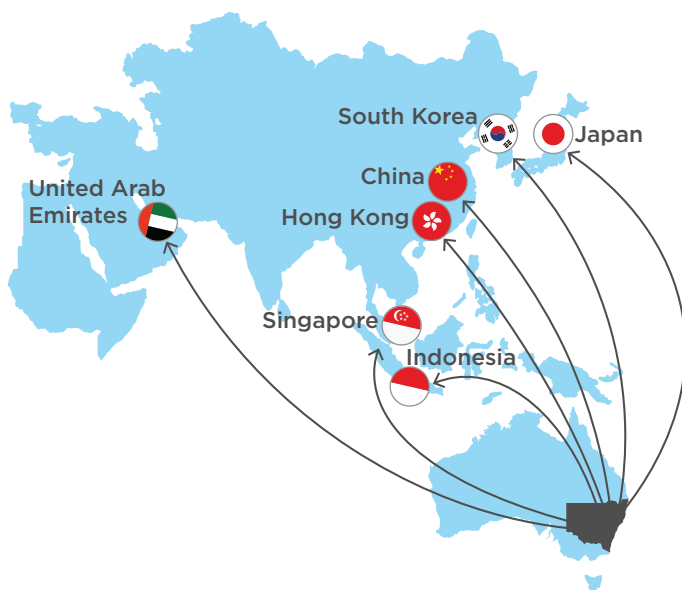 South Korea
Japan
China
United Arab
Emirates
Hong Kong
Singapore
Indonesia